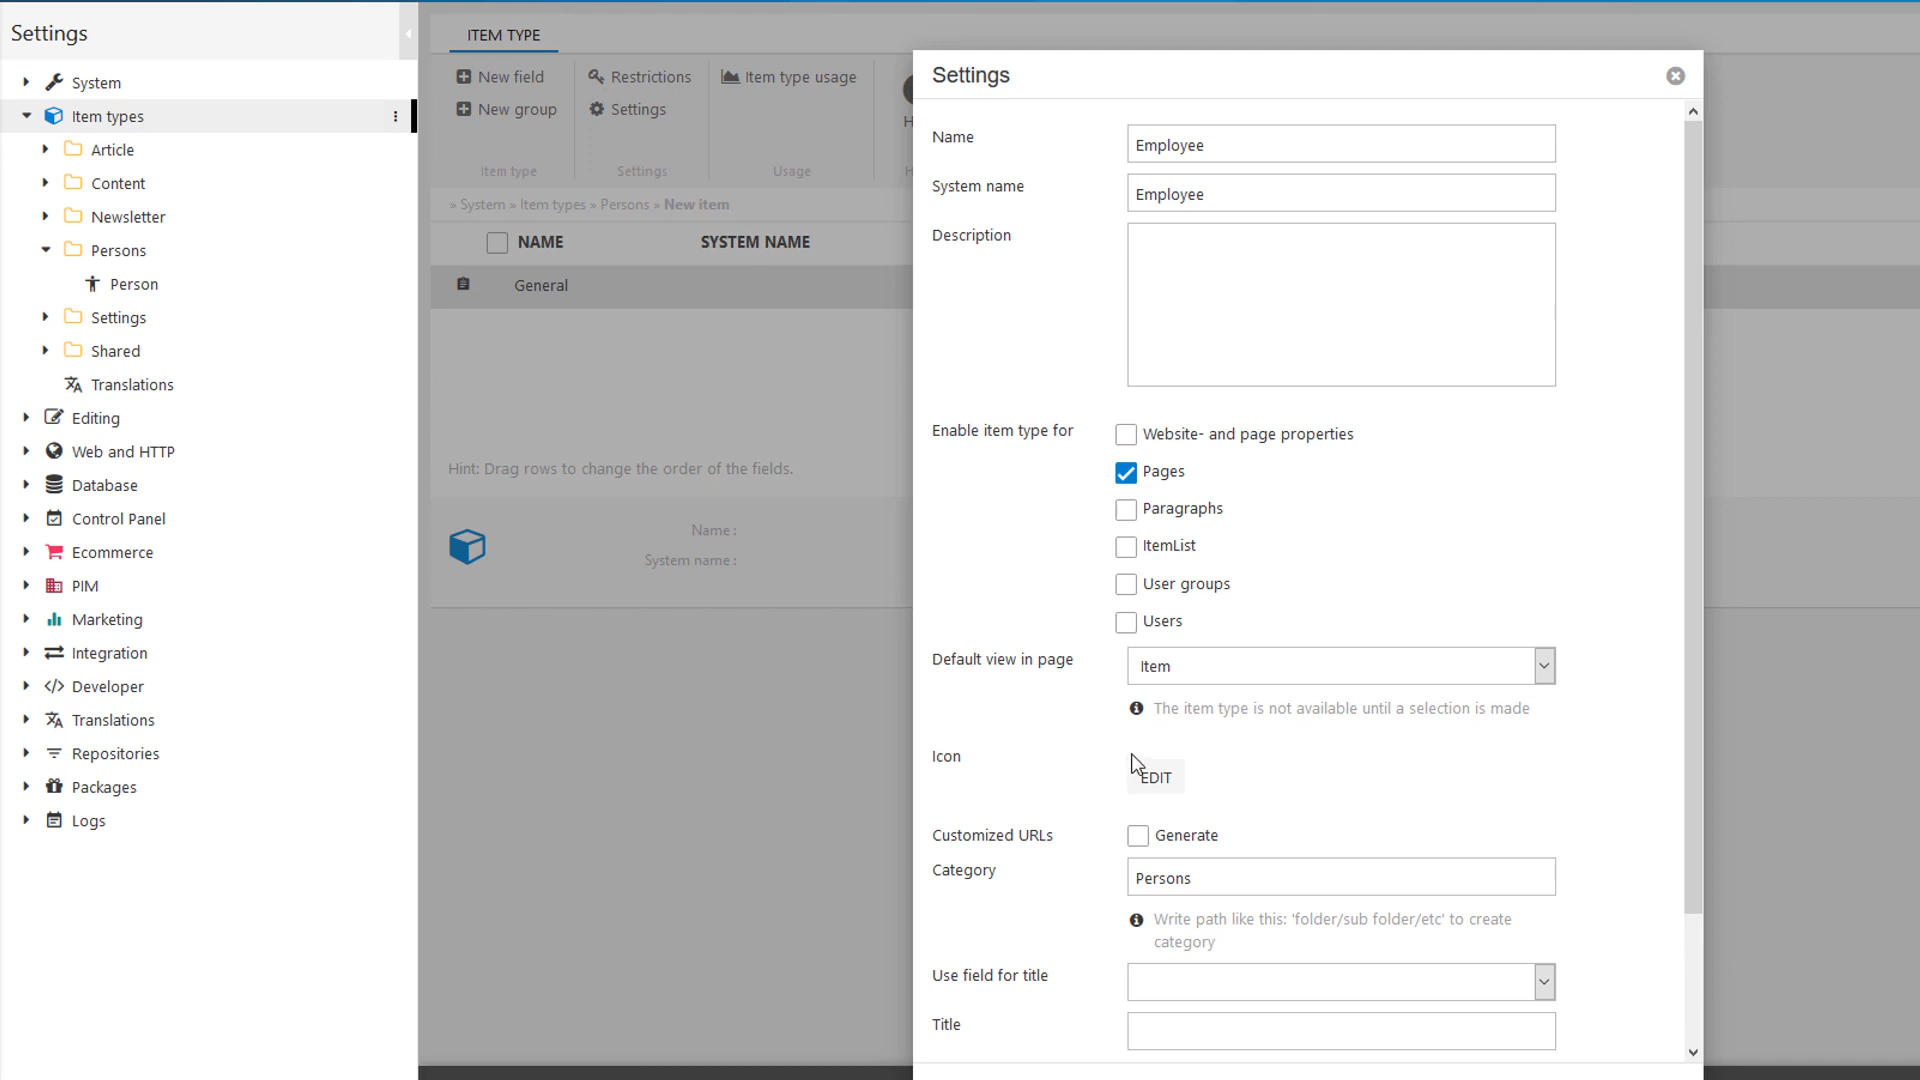 Settings
System
Item types
Article
Content
Newsletter
Persons
Person
Settings
Shared
Translations
Editing
Web and HTTP
Database
Control Panel
Ecommerce
PIM
Marketing
Integration
Developer
Translations
Repositories
Packages
Logs
ITEM TYPE
New field
New group
Item type
Restrictions
Settings
Settings
Item type usage
Usage
H
H
» System » Item types » Persons » New item
NAME SYSTEM NAME
General
Hint: Drag rows to change the order of the fields.
Name :
System name :
Settings
Name Employee
System name Employee
Description
Enable item type for
Website- and page properties
Pages
Paragraphs
ItemList
User groups
Users
Default view in page Item
The item type is not available until a selection is made
Icon
EDIT
Customized URLs Generate
Category Persons
Write path like this: 'folder/sub folder/etc' to create
category
Use field for title
Title